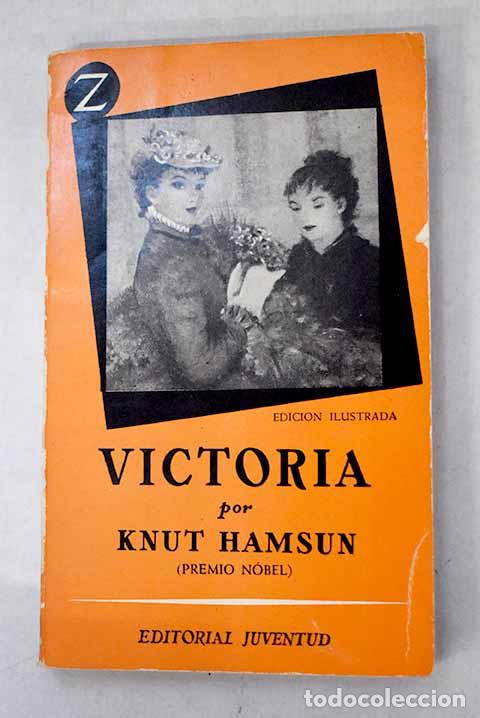 Z
EDICION ILUSTRADA
VICTORIA
por
KNUT HAMSUN
(PREMIO NÓBEL)
EDITORIAL JUVENTUD
todocoleccion